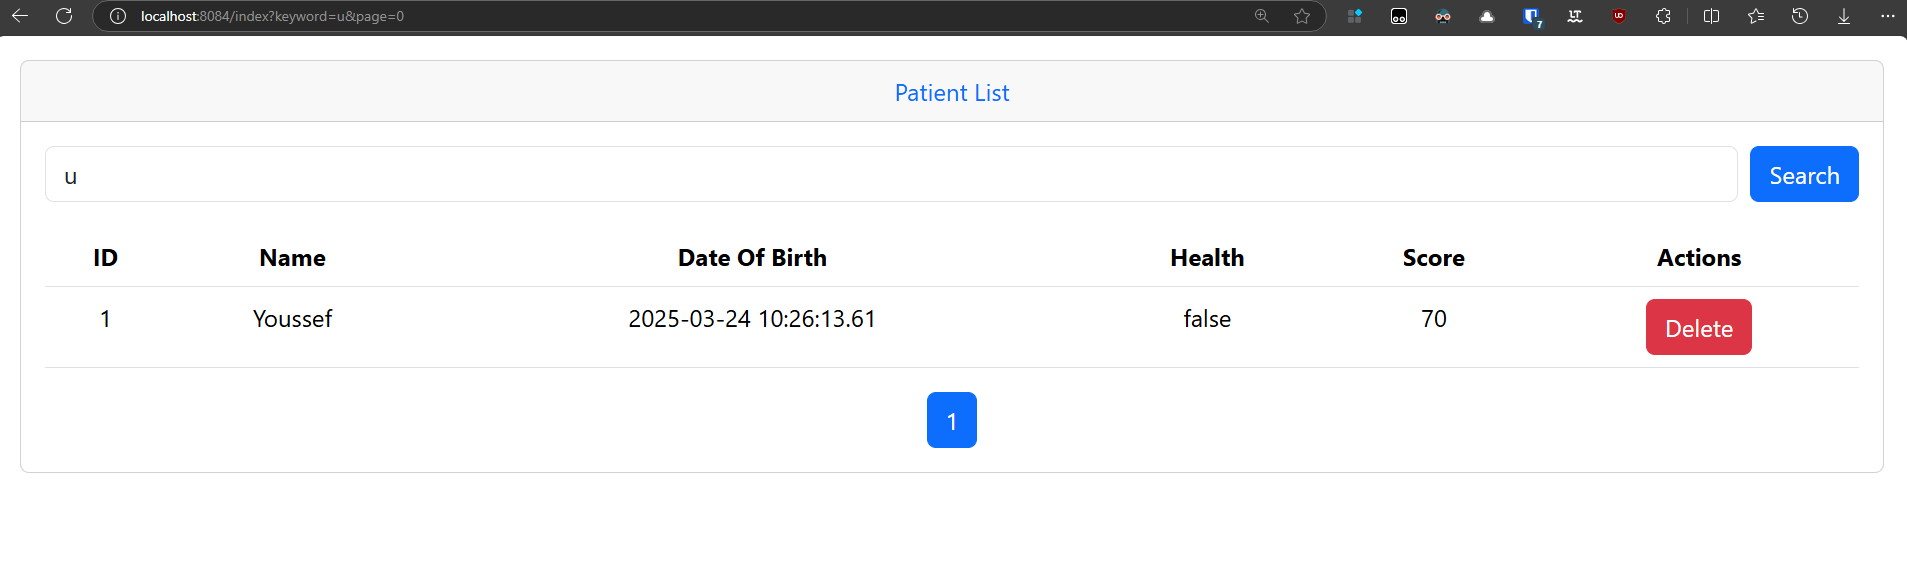 localhost:8084/index?keyword=u&page=0
7
Patient List
u
Search
ID Name Date Of Birth Health Score Actions
1 Youssef 2025-03-24 10:26:13.61 false 70 Delete
1